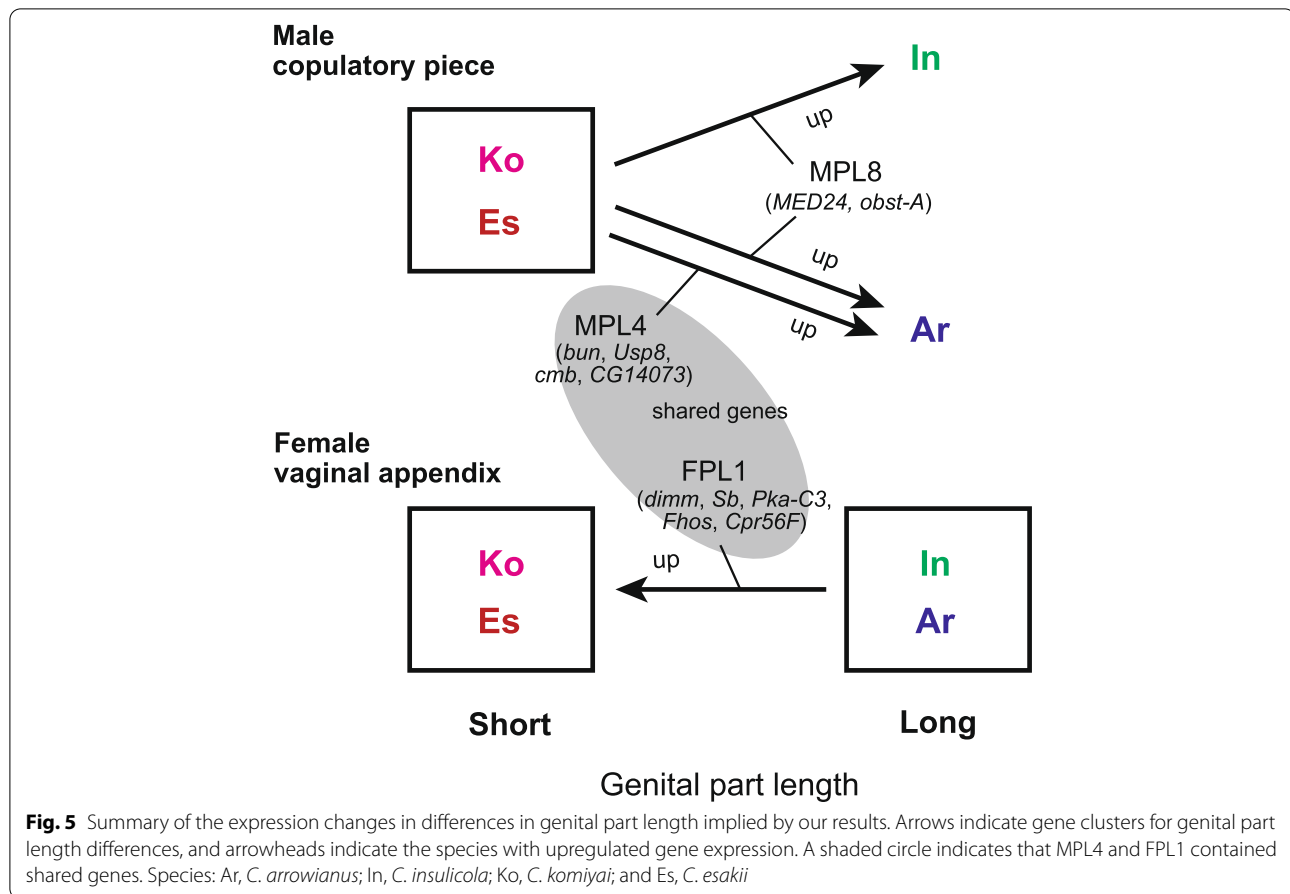 Male
copulatory piece
In
up
Ko
MPL8
(MED24, obst-A)
Es
up
up
Ar
MPL4
(bun, Usp8,
cmb, CG14073)
shared genes
Female
vaginal appendix
FPL1
(dimm, Sb, Pka-C3,
Fhos, Cpr56F)
up
Ko
In
Es
Ar
Short
Long
Genital part length
Fig. 5 Summary of the expression changes in differences in genital part length implied by our results. Arrows indicate gene clusters for genital part
length differences, and arrowheads indicate the species with upregulated gene expression. A shaded circle indicates that MPL4 and FPL1 contained
shared genes. Species: Ar, C. arrowianus; In, C. insulicola; Ko, C. komiyai; and Es, C. esakii